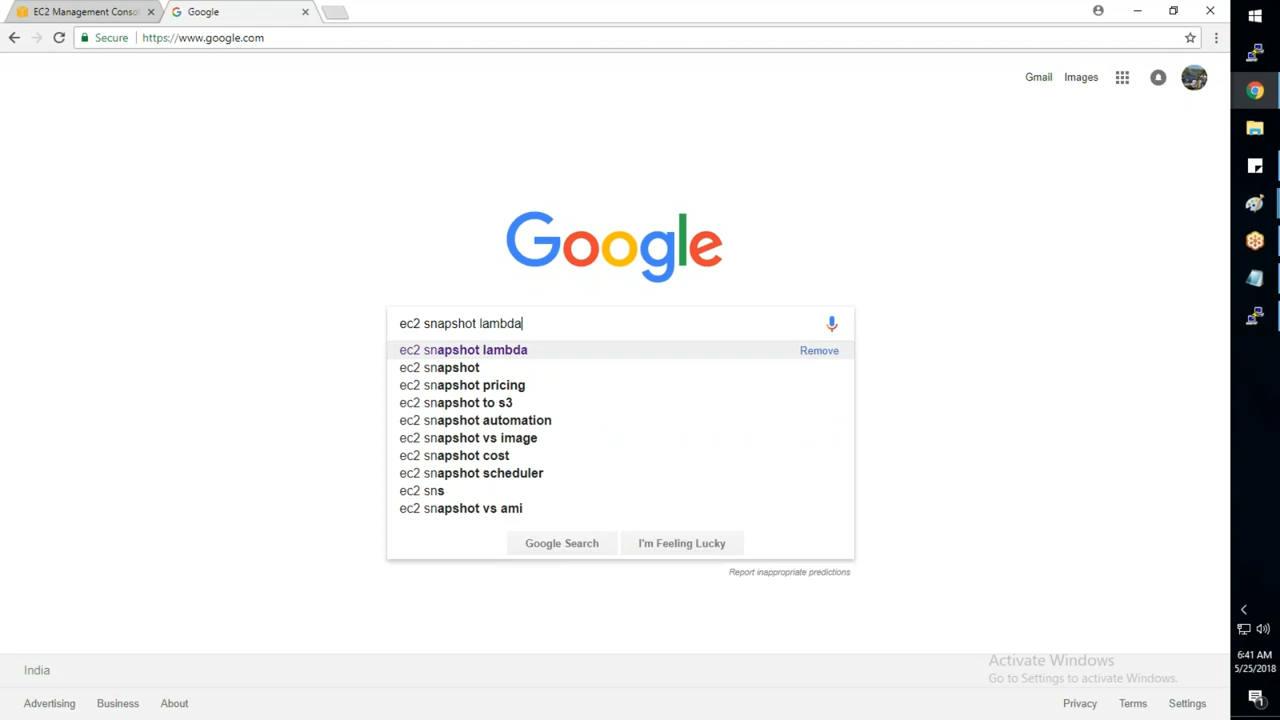 EC2 Management Consol
Google
Secure
https://www.google.com
Gmail
Images
Google
ec2 snapshot lambda
ec2 snapshot lambda
Remove
ec2 snapshot
ec2 snapshot pricing
ec2 snapshot to s3
ec2 snapshot automation
ec2 snapshot vs image
ec2 snapshot cost
ec2 snapshot scheduler
ec2 sns
ec2 snapshot vs ami
Google Search
I'm Feeling Lucky
Report inappropriate predictions
India
Activate Windows
Go to Settings to activate Windows.
Advertising
Business
About
Privacy
Terms
Settings
6:41 AM
5/25/2018
1